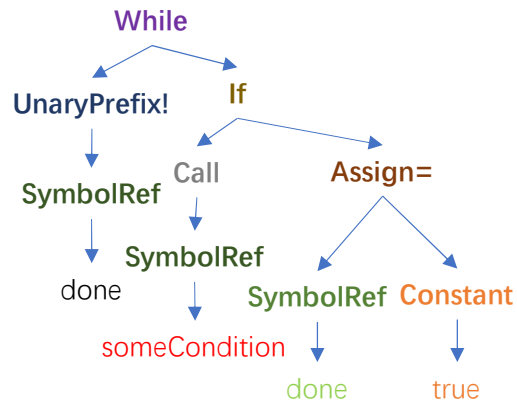 While
UnaryPrefix!
If
SymbolRef
Call
Assign=
done
SymbolRef
SymbolRef
Constant
someCondition
done
true